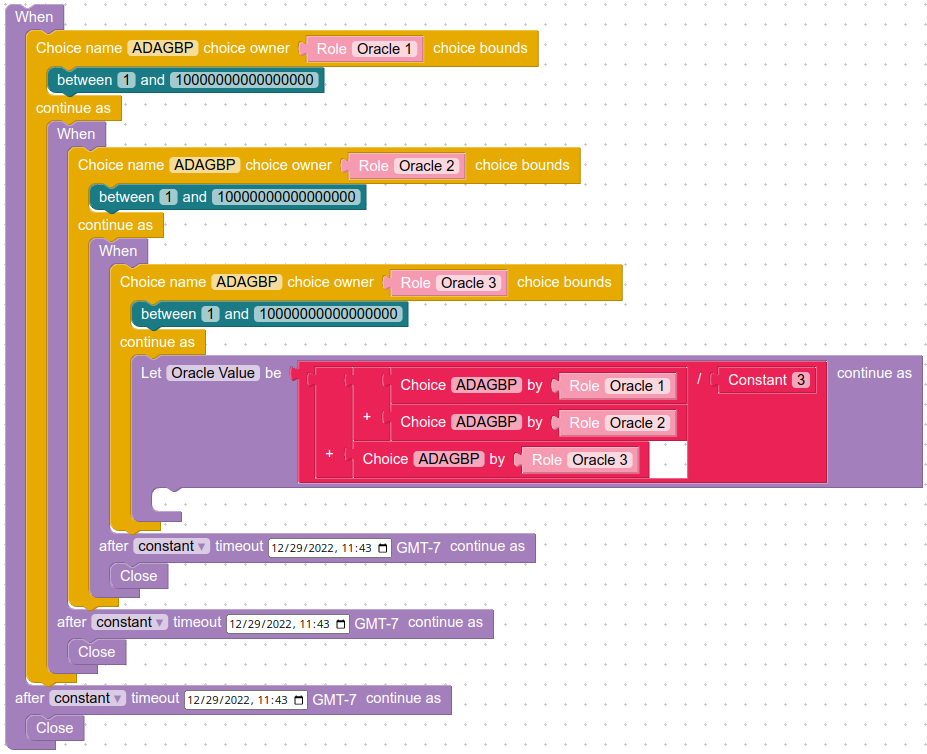 When
Choice name ADAGBP choice owner Role Oracle 1 choice bounds
between 1 and 10000000000000000
continue as
When
Choice name ADAGBP choice owner Role Oracle 2 choice bounds
between 1 and 10000000000000000
continue as
When
Choice name ADAGBP choice owner Role Oracle 3 choice bounds
between 1 and 10000000000000000
continue as
Let Oracle Value be Choice ADAGBP by Role Oracle 1 / Constant 3 continue as
+ Choice ADAGBP by Role Oracle 2
+ Choice ADAGBP by Role Oracle 3
after constant timeout 12/29/2022, 11:43 GMT-7 continue as
Close
after constant timeout 12/29/2022, 11:43 GMT-7 continue as
Close
after constant timeout 12/29/2022, 11:43 GMT-7 continue as
Close